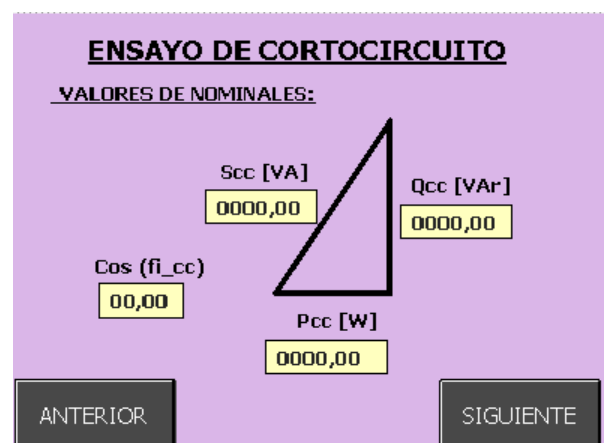 ENSAYO DE CORTOCIRCUITO
VALORES DE NOMINALES:
Scc [VA]
0000,00
Qcc [VAr]
0000,00
Cos (fi_cc)
00,00
Pcc [W]
0000,00
ANTERIOR
SIGUIENTE